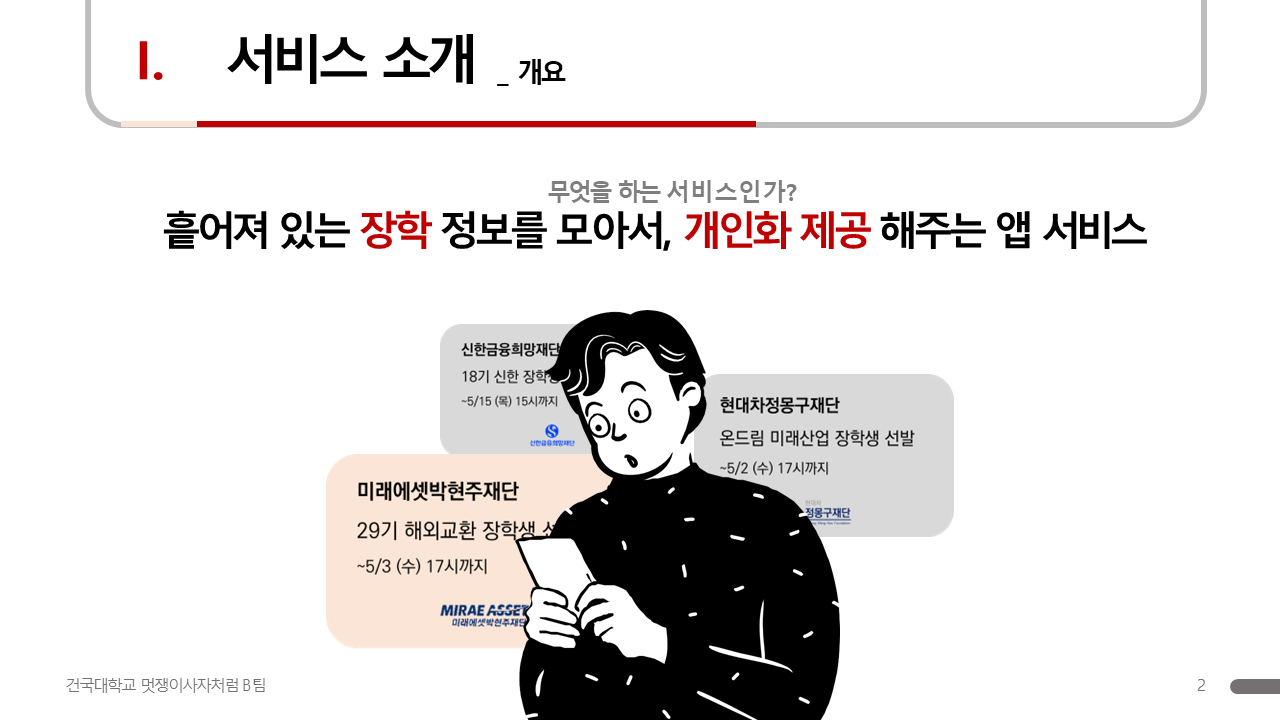 I. 서비스 소개 _ 개요
무엇을 하는 서비스인가?
흩어져 있는 장학 정보를 모아서, 개인화 제공 해주는 앱 서비스
신한금융희망재단
18기 신한 장학생
~5/15 (목) 15시까지
신한금융희망재단
현대차정몽구재단
온드림 미래산업 장학생 선발
~5/2 (수) 17시까지
현대차
정몽구재단
미래에셋박현주재단
29기 해외교환 장학생
~5/3 (수) 17시까지
MIRAE ASSET
미래에셋박현주재단
건국대학교 멋쟁이사자처럼 B팀
2